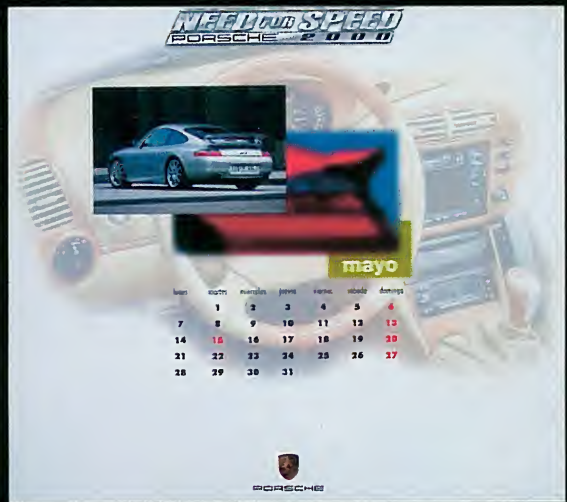 NEED FOR SPEED
PORSCHE 2000
mayo
lunes martes miércoles jueves viernes sábado domingo
1 2 3 4 5 6
7 8 9 10 11 12 13
14 15 16 17 18 19 20
21 22 23 24 25 26 27
28 29 30 31
PORSCHE